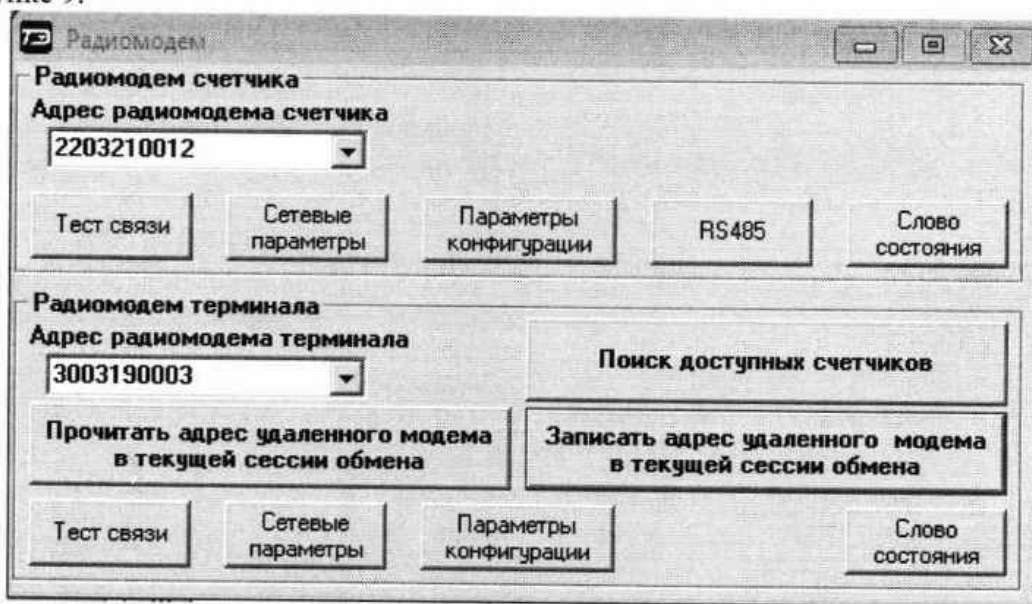 Радиомодем
Радиомодем счетчика
Адрес радиомодема счетчика
2203210012
Тест связи
Сетевые
параметры
Параметры
конфигурации
RS485
Слово
состояния
Радиомодем терминала
Адрес радиомодема терминала
3003190003
Поиск доступных счетчиков
Прочитать адрес удаленного модема
в текущей сессии обмена
Записать адрес удаленного модема
в текущей сессии обмена
Тест связи
Сетевые
параметры
Параметры
конфигурации
Слово
состояния